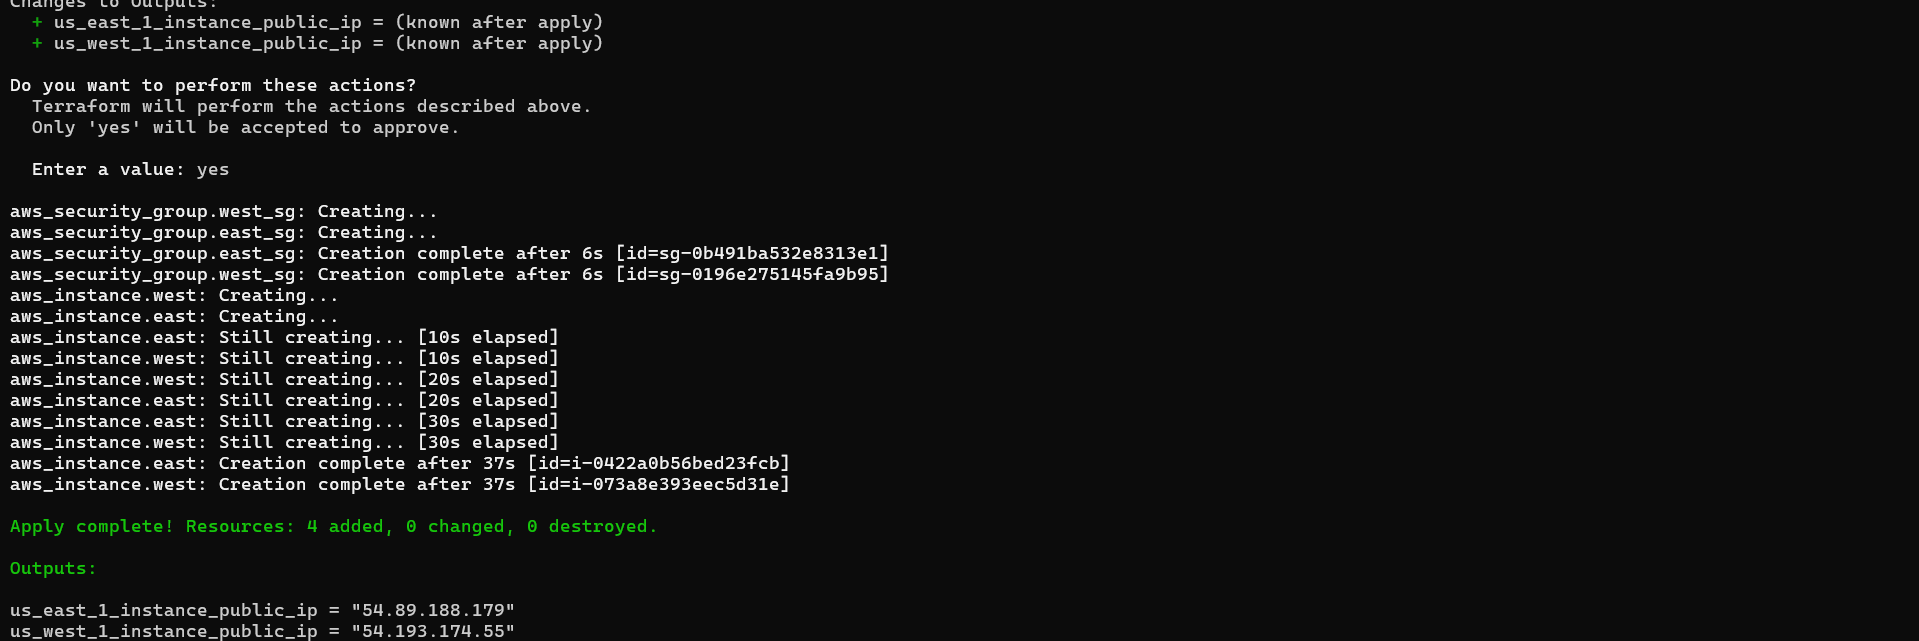 Changes to Outputs:
+ us_east_1_instance_public_ip = (known after apply)
+ us_west_1_instance_public_ip = (known after apply)
Do you want to perform these actions?
Terraform will perform the actions described above.
Only 'yes' will be accepted to approve.
Enter a value: yes
aws_security_group.west_sg: Creating...
aws_security_group.east_sg: Creating...
aws_security_group.east_sg: Creation complete after 6s [id=sg-0b491ba532e8313e1]
aws_security_group.west_sg: Creation complete after 6s [id=sg-0196e275145fa9b95]
aws_instance.west: Creating...
aws_instance.east: Creating...
aws_instance.east: Still creating... [10s elapsed]
aws_instance.west: Still creating... [10s elapsed]
aws_instance.west: Still creating... [20s elapsed]
aws_instance.east: Still creating... [20s elapsed]
aws_instance.east: Still creating... [30s elapsed]
aws_instance.west: Still creating... [30s elapsed]
aws_instance.east: Creation complete after 37s [id=i-0422a0b56bed23fcb]
aws_instance.west: Creation complete after 37s [id=i-073a8e393eec5d31e]
Apply complete! Resources: 4 added, 0 changed, 0 destroyed.
Outputs:
us_east_1_instance_public_ip = "54.89.188.179"
us_west_1_instance_public_ip = "54.193.174.55"